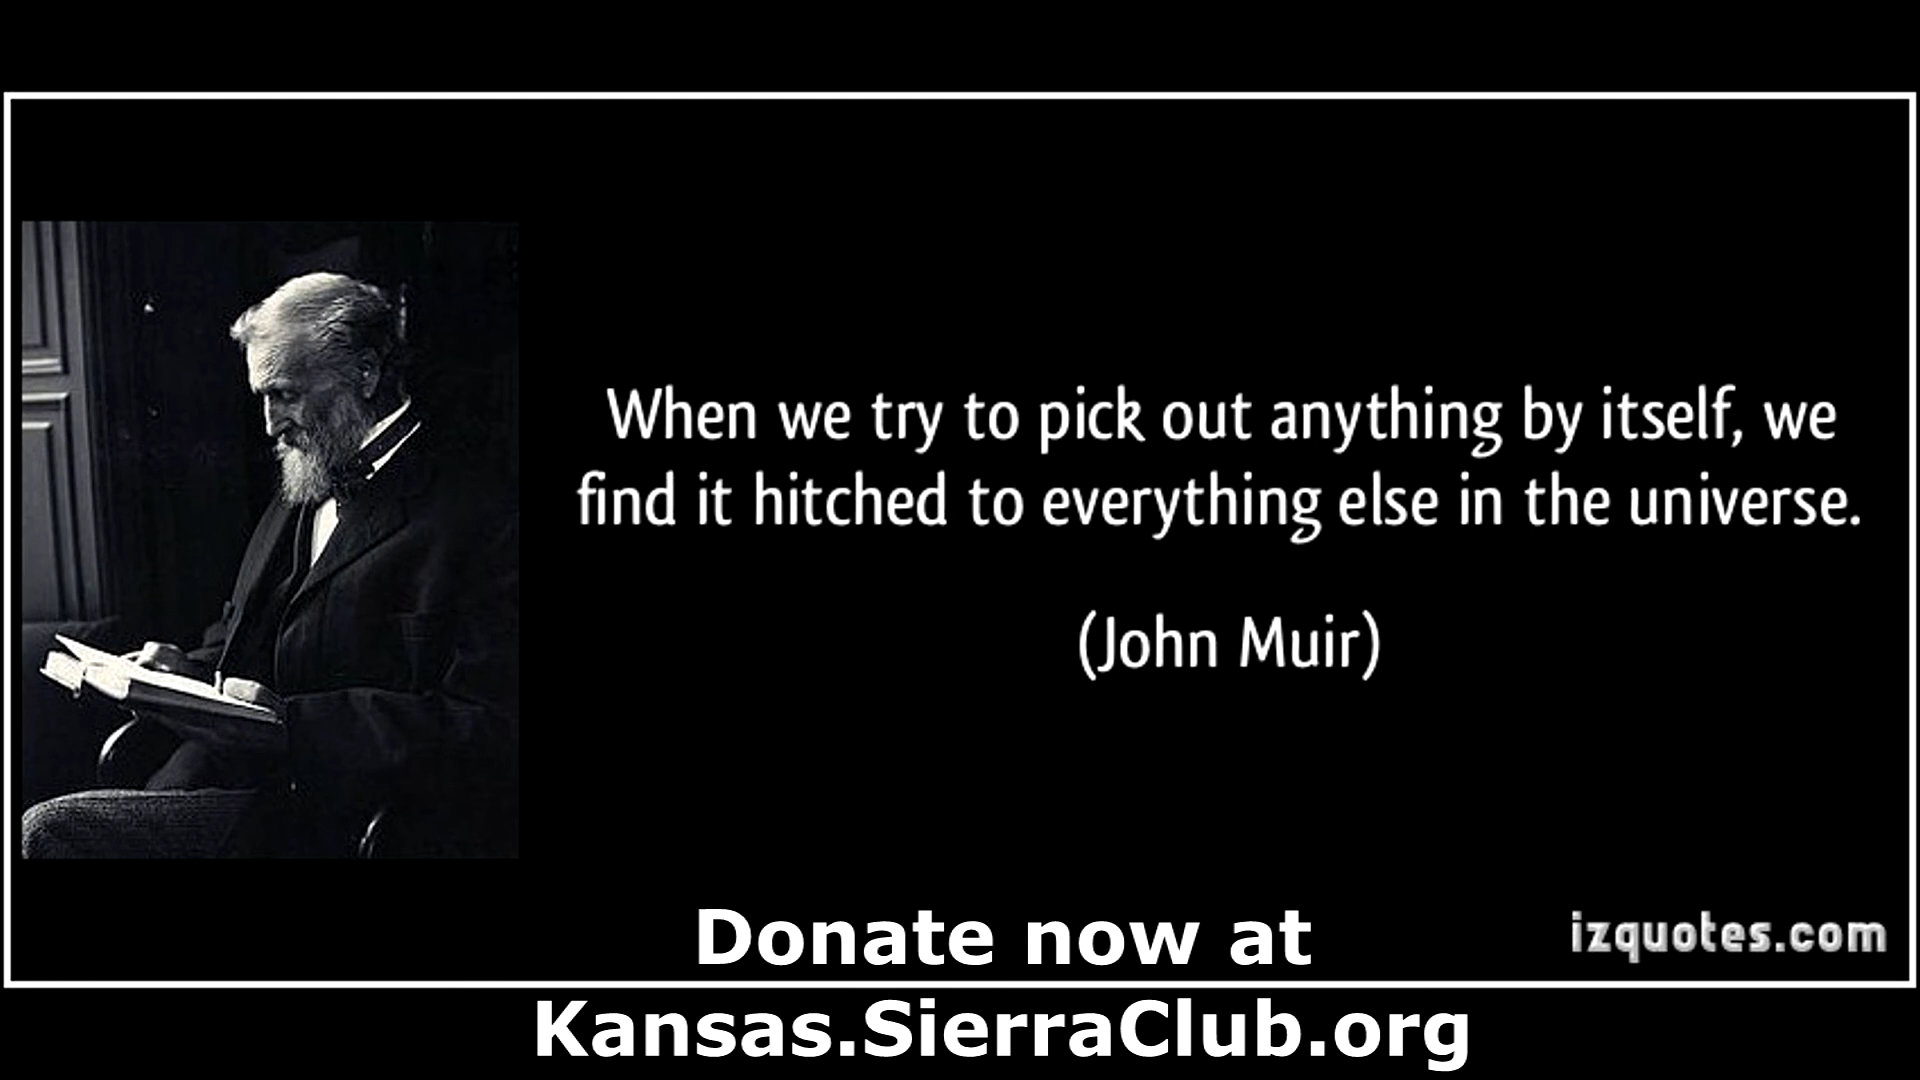 When we try to pick out anything by itself, we
find it hitched to everything else in the universe.
(John Muir)
Donate now at
izquotes.com
Kansas.SierraClub.org